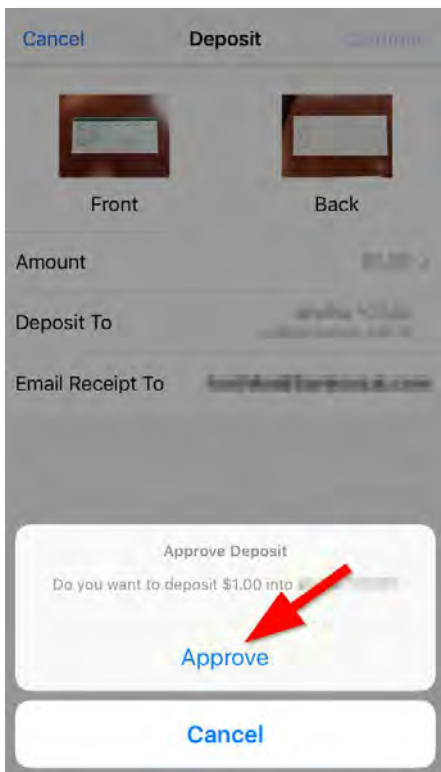 Cancel Deposit
Front Back
Amount
Deposit To
Email Receipt To
Approve Deposit
Do you want to deposit $1.00 into
Approve
Cancel